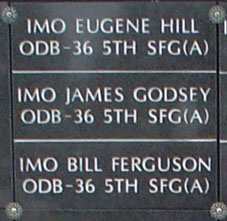 IMO EUGENE HILL
ODB-36 5TH SFG(A)
IMO JAMES GODSEY
ODB-36 5TH SFG(A)
IMO BILL FERGUSON
ODB-36 5TH SFG(A)